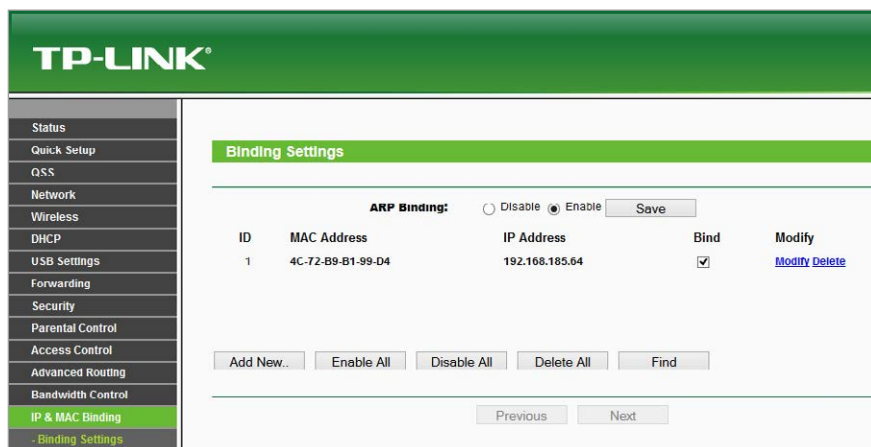 TP-LINK®
Status
Quick Setup
QSS
Network
Wireless
DHCP
USB Settings
Forwarding
Security
Parental Control
Access Control
Advanced Routing
Bandwidth Control
IP & MAC Binding
- Binding Settings
Binding Settings
ARP Binding: Disable Enable Save
ID MAC Address IP Address Bind Modify
1 4C-72-B9-B1-99-D4 192.168.185.64 Modify Delete
Add New.. Enable All Disable All Delete All Find
Previous Next